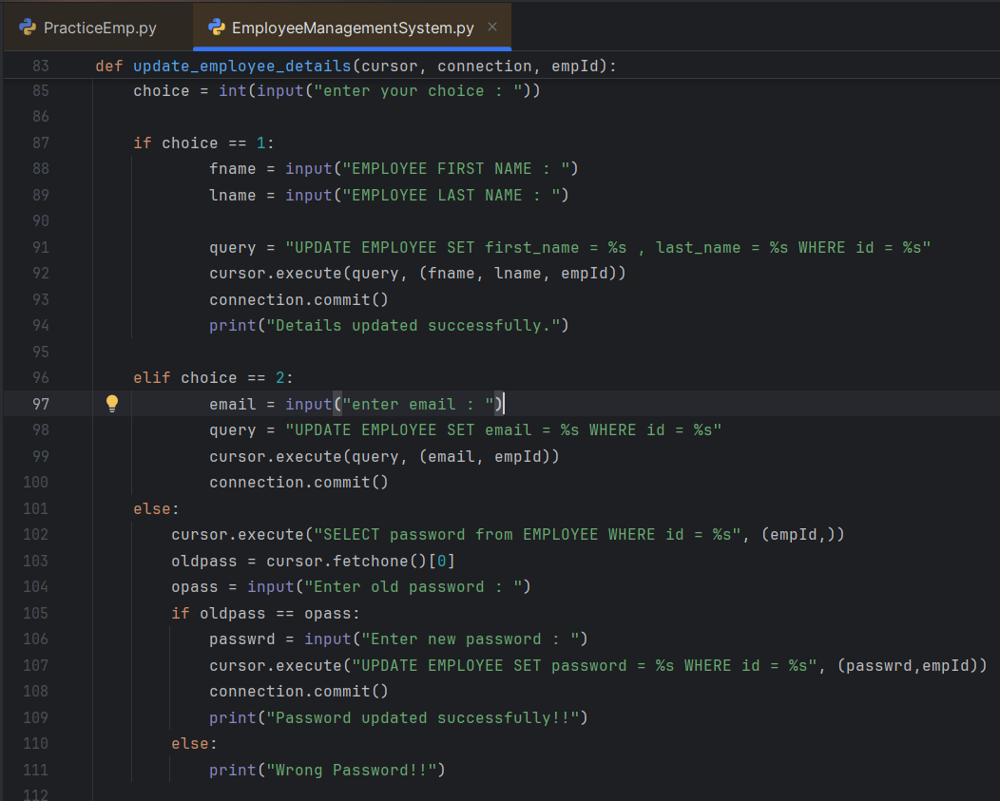 PracticeEmp.py EmployeeManagementSystem.py ×
83 def update_employee_details(cursor, connection, empId):
85 choice = int(input("enter your choice : "))
86
87 if choice == 1:
88 fname = input("EMPLOYEE FIRST NAME : ")
89 lname = input("EMPLOYEE LAST NAME : ")
90
91 query = "UPDATE EMPLOYEE SET first_name = %s , last_name = %s WHERE id = %s"
92 cursor.execute(query, (fname, lname, empId))
93 connection.commit()
94 print("Details updated successfully.")
95
96 elif choice == 2:
97 email = input("enter email : ")
98 query = "UPDATE EMPLOYEE SET email = %s WHERE id = %s"
99 cursor.execute(query, (email, empId))
100 connection.commit()
101 else:
102 cursor.execute("SELECT password from EMPLOYEE WHERE id = %s", (empId,))
103 oldpass = cursor.fetchone()[0]
104 opass = input("Enter old password : ")
105 if oldpass == opass:
106 passwrd = input("Enter new password : ")
107 cursor.execute("UPDATE EMPLOYEE SET password = %s WHERE id = %s", (passwrd,empId))
108 connection.commit()
109 print("Password updated successfully!!")
110 else:
111 print("Wrong Password!!")
112